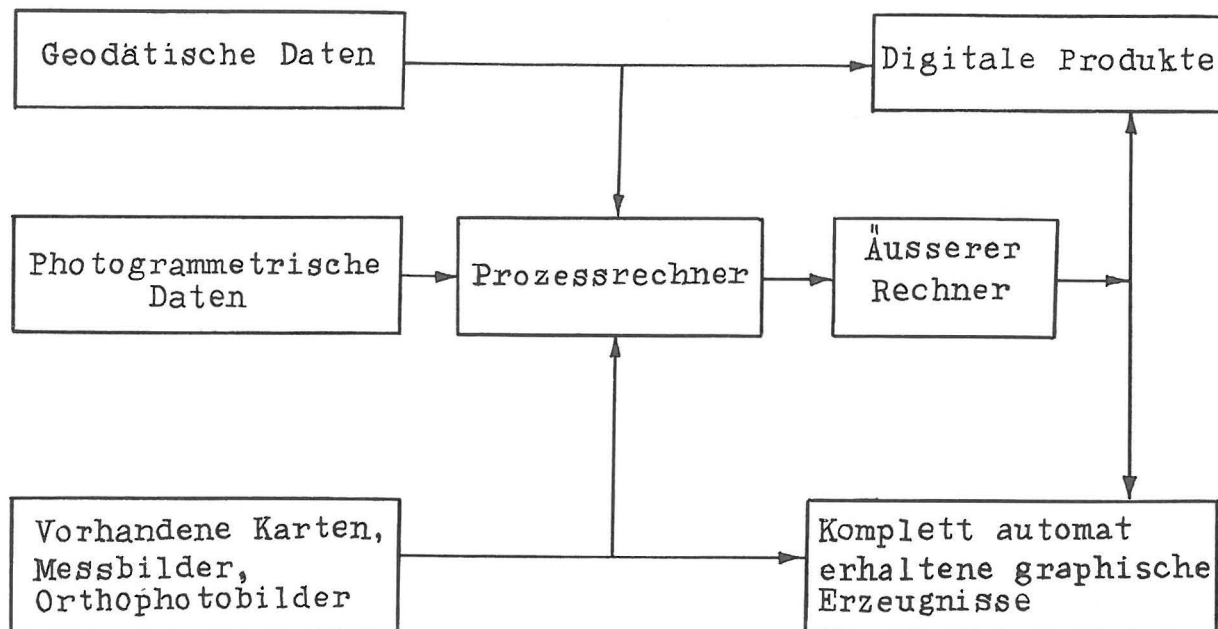 Geodätische Daten
Digitale Produkte
Photogrammetrische
Daten
Prozessrechner
Äusserer
Rechner
Vorhandene Karten,
Messbilder,
Orthophotobilder
Komplett automat
erhaltene graphische
Erzeugnisse